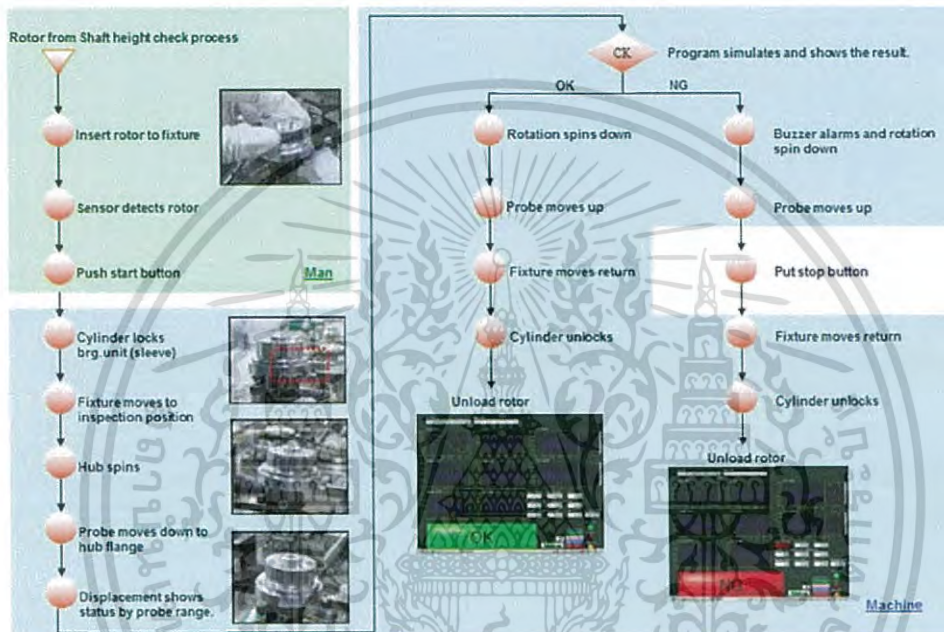 Rotor from Shaft height check process
Insert rotor to fixture
Sensor detects rotor
Push start button
Man
Cylinder locks
brg. unit (sleeve)
Fixture moves to
inspection position
Hub spins
Probe moves down to
hub flange
Displacement shows
status by probe range.
CK
Program simulates and shows the result.
OK
NG
Rotation spins down
Probe moves up
Fixture moves return
Cylinder unlocks
Unload rotor
OK
Buzzer alarms and rotation
spin down
Probe moves up
Put stop button
Fixture moves return
Cylinder unlocks
Unload rotor
NG
Machine